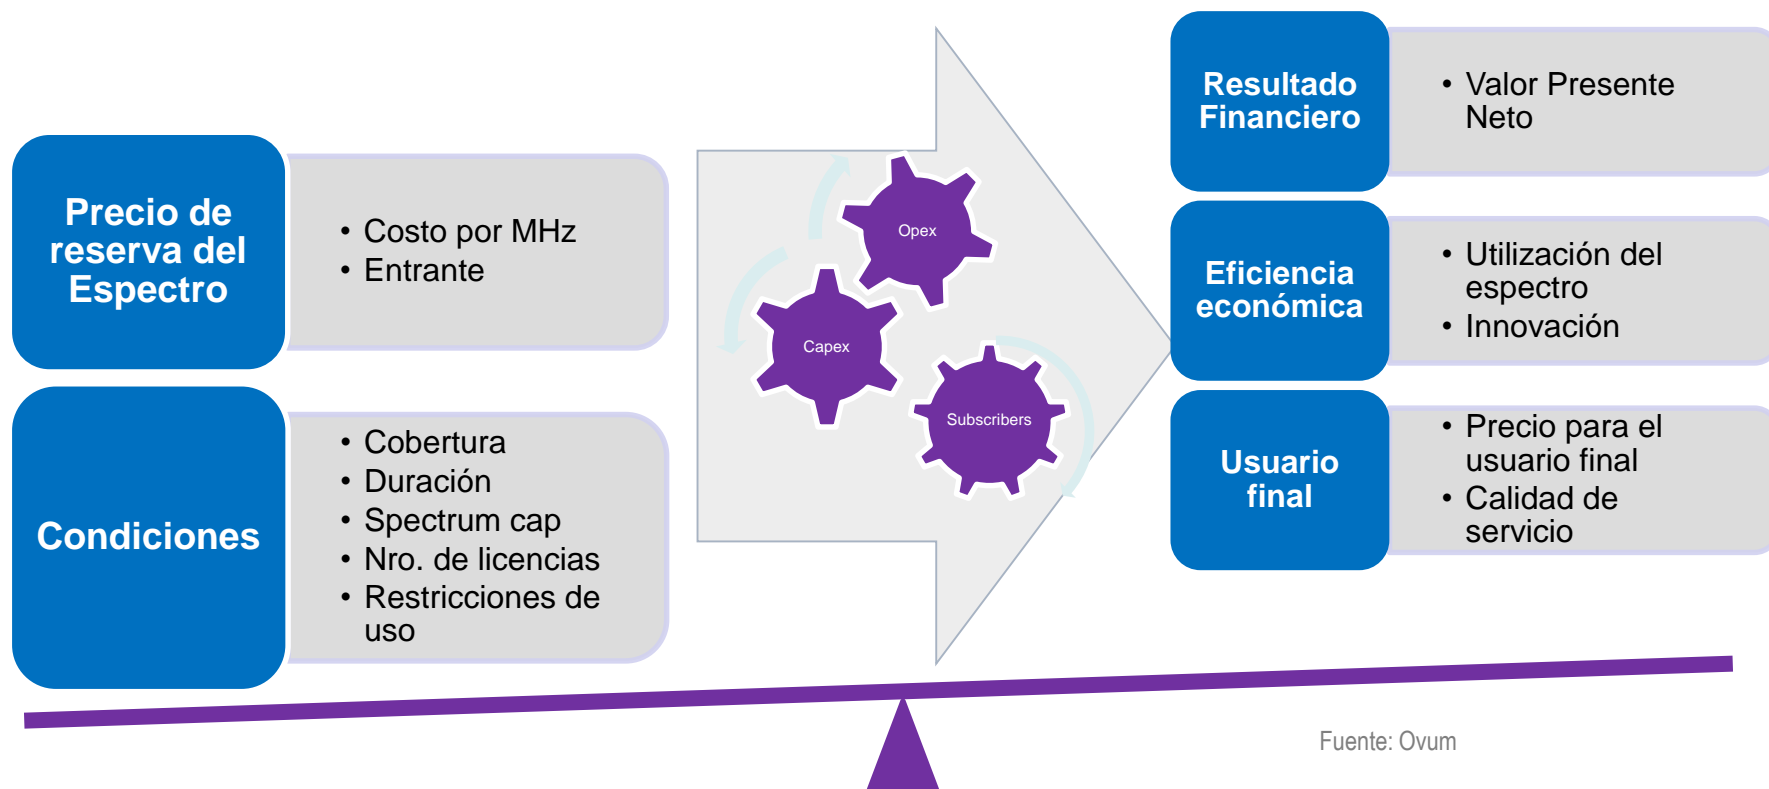 Precio de
reserva del
Espectro
• Costo por MHz
• Entrante
Condiciones
• Cobertura
• Duración
• Spectrum cap
• Nro. de licencias
• Restricciones de
uso
Opex
Capex
Subscribers
Resultado
Financiero
• Valor Presente
Neto
Eficiencia
económica
• Utilización del
espectro
• Innovación
Usuario
final
• Precio para el
usuario final
• Calidad de
servicio
Fuente: Ovum